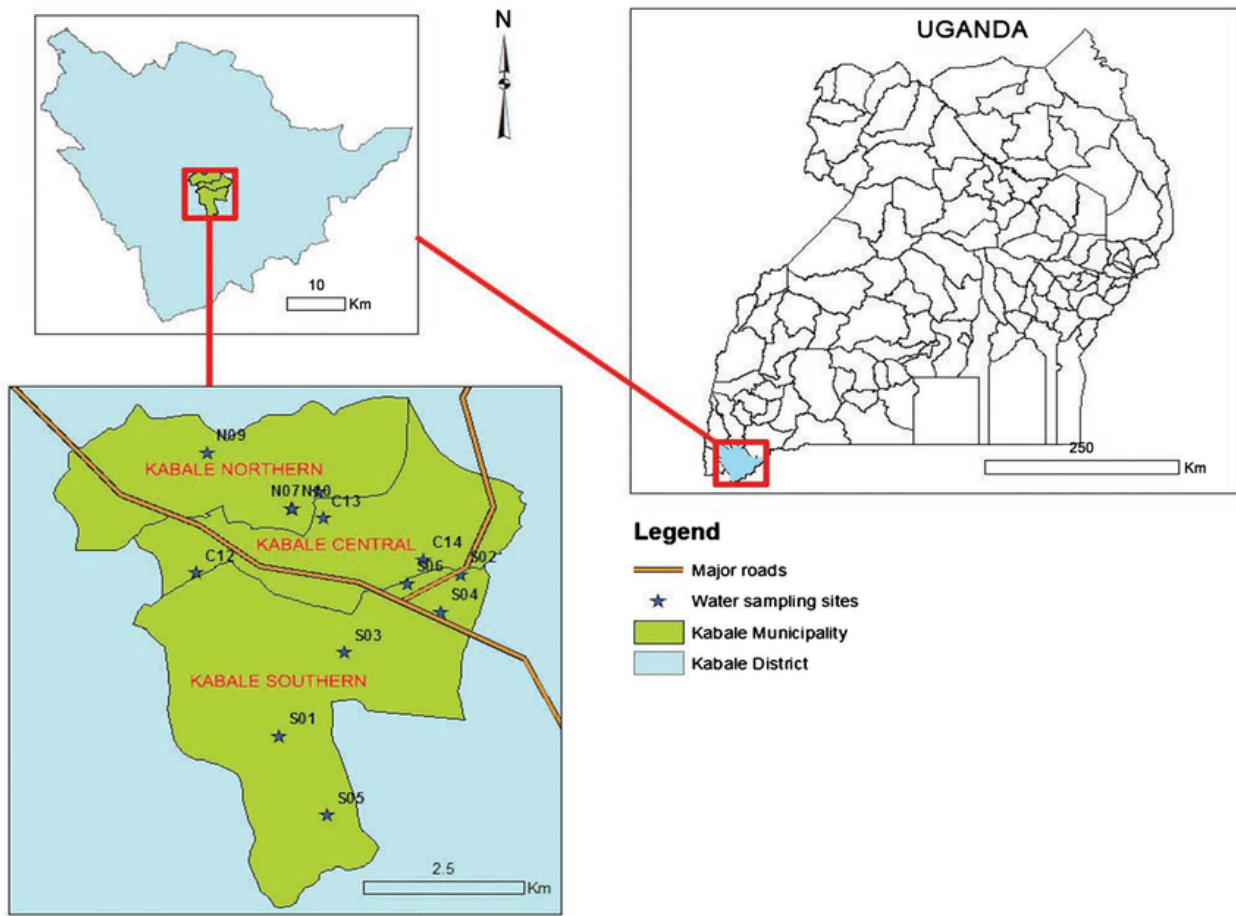 N
UGANDA
10
Km
250
Km
N09
KABALE NORTHERN
N07
N10
C13
KABALE CENTRAL
C14
C12
S06
S02
S04
S03
KABALE SOUTHERN
S01
S05
2.5
Km
Legend
Major roads
Water sampling sites
Kabale Municipality
Kabale District